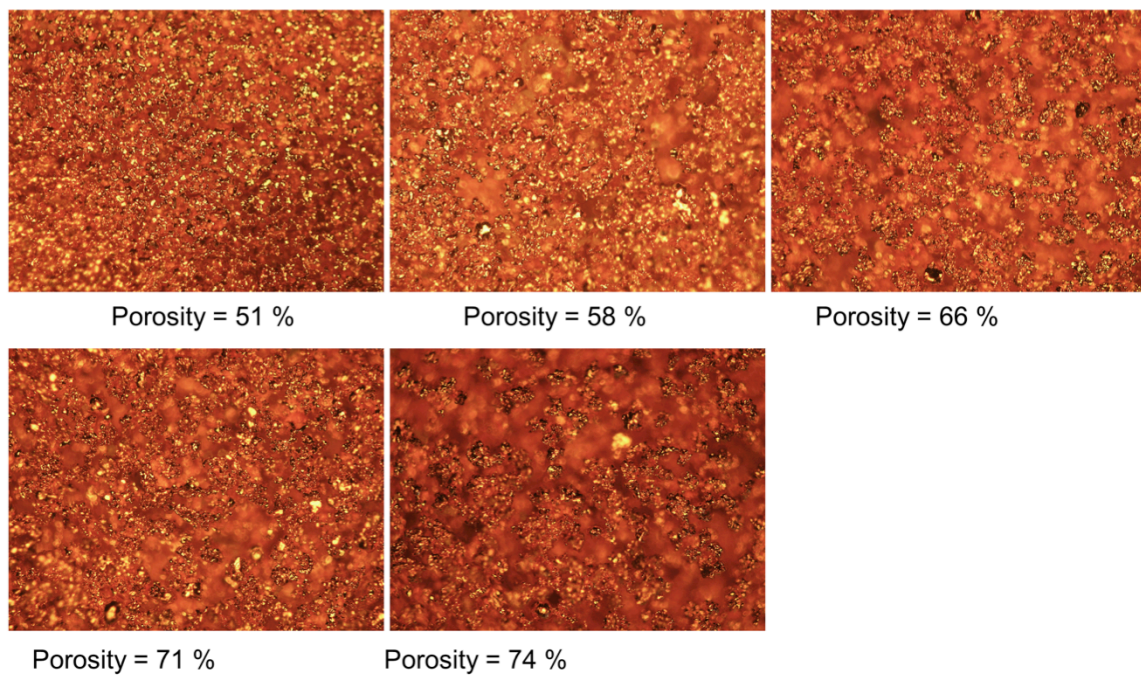 Porosity = 51 %
Porosity = 58 %
Porosity = 66 %
Porosity = 71 %
Porosity = 74 %